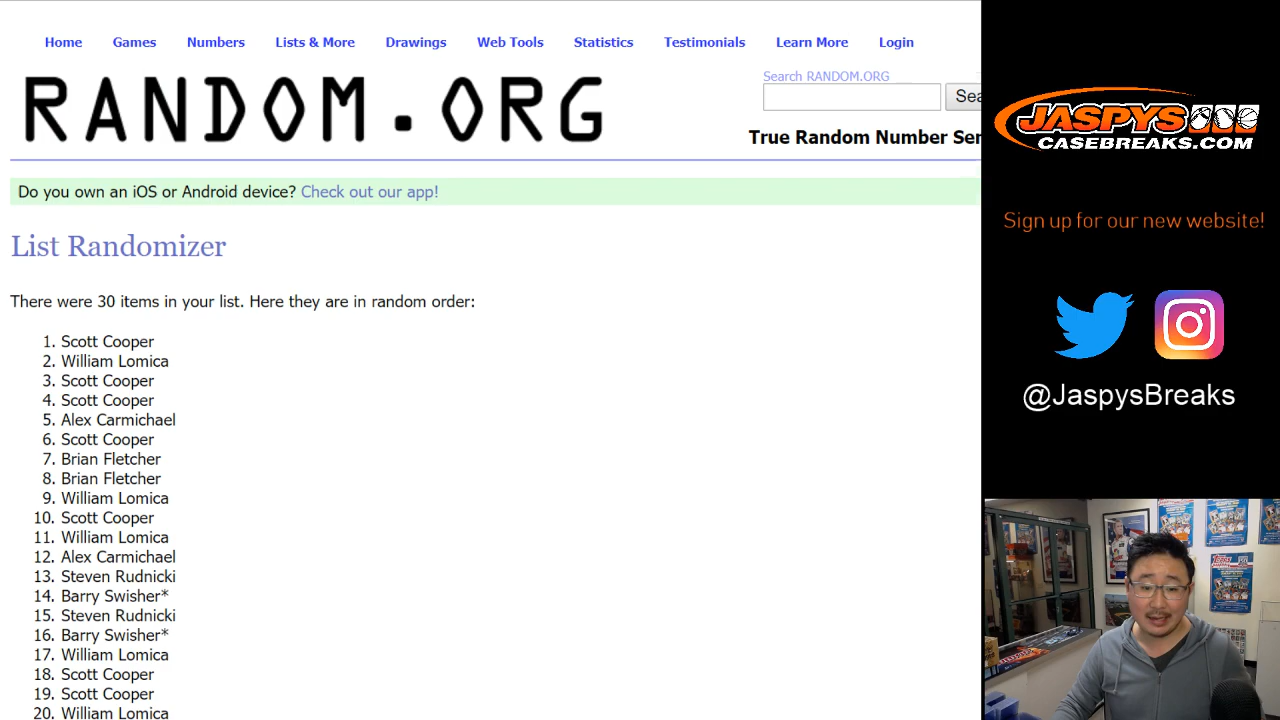 Home Games Numbers Lists & More Drawings Web Tools Statistics Testimonials Learn More Login
RANDOM.ORG
Search RANDOM.ORG
Sea
True Random Number Ser
Do you own an iOS or Android device? Check out our app!
List Randomizer
There were 30 items in your list. Here they are in random order:
1. Scott Cooper
2. William Lomica
3. Scott Cooper
4. Scott Cooper
5. Alex Carmichael
6. Scott Cooper
7. Brian Fletcher
8. Brian Fletcher
9. William Lomica
10. Scott Cooper
11. William Lomica
12. Alex Carmichael
13. Steven Rudnicki
14. Barry Swisher*
15. Steven Rudnicki
16. Barry Swisher*
17. William Lomica
18. Scott Cooper
19. Scott Cooper
20. William Lomica
JASPYS
CASEBREAKS.COM
Sign up for our new website!
@JaspysBreaks